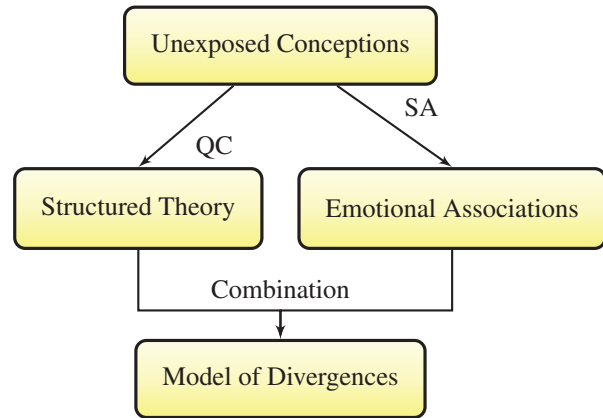 Unexposed Conceptions
SA
QC
Structured Theory
Emotional Associations
Combination
Model of Divergences